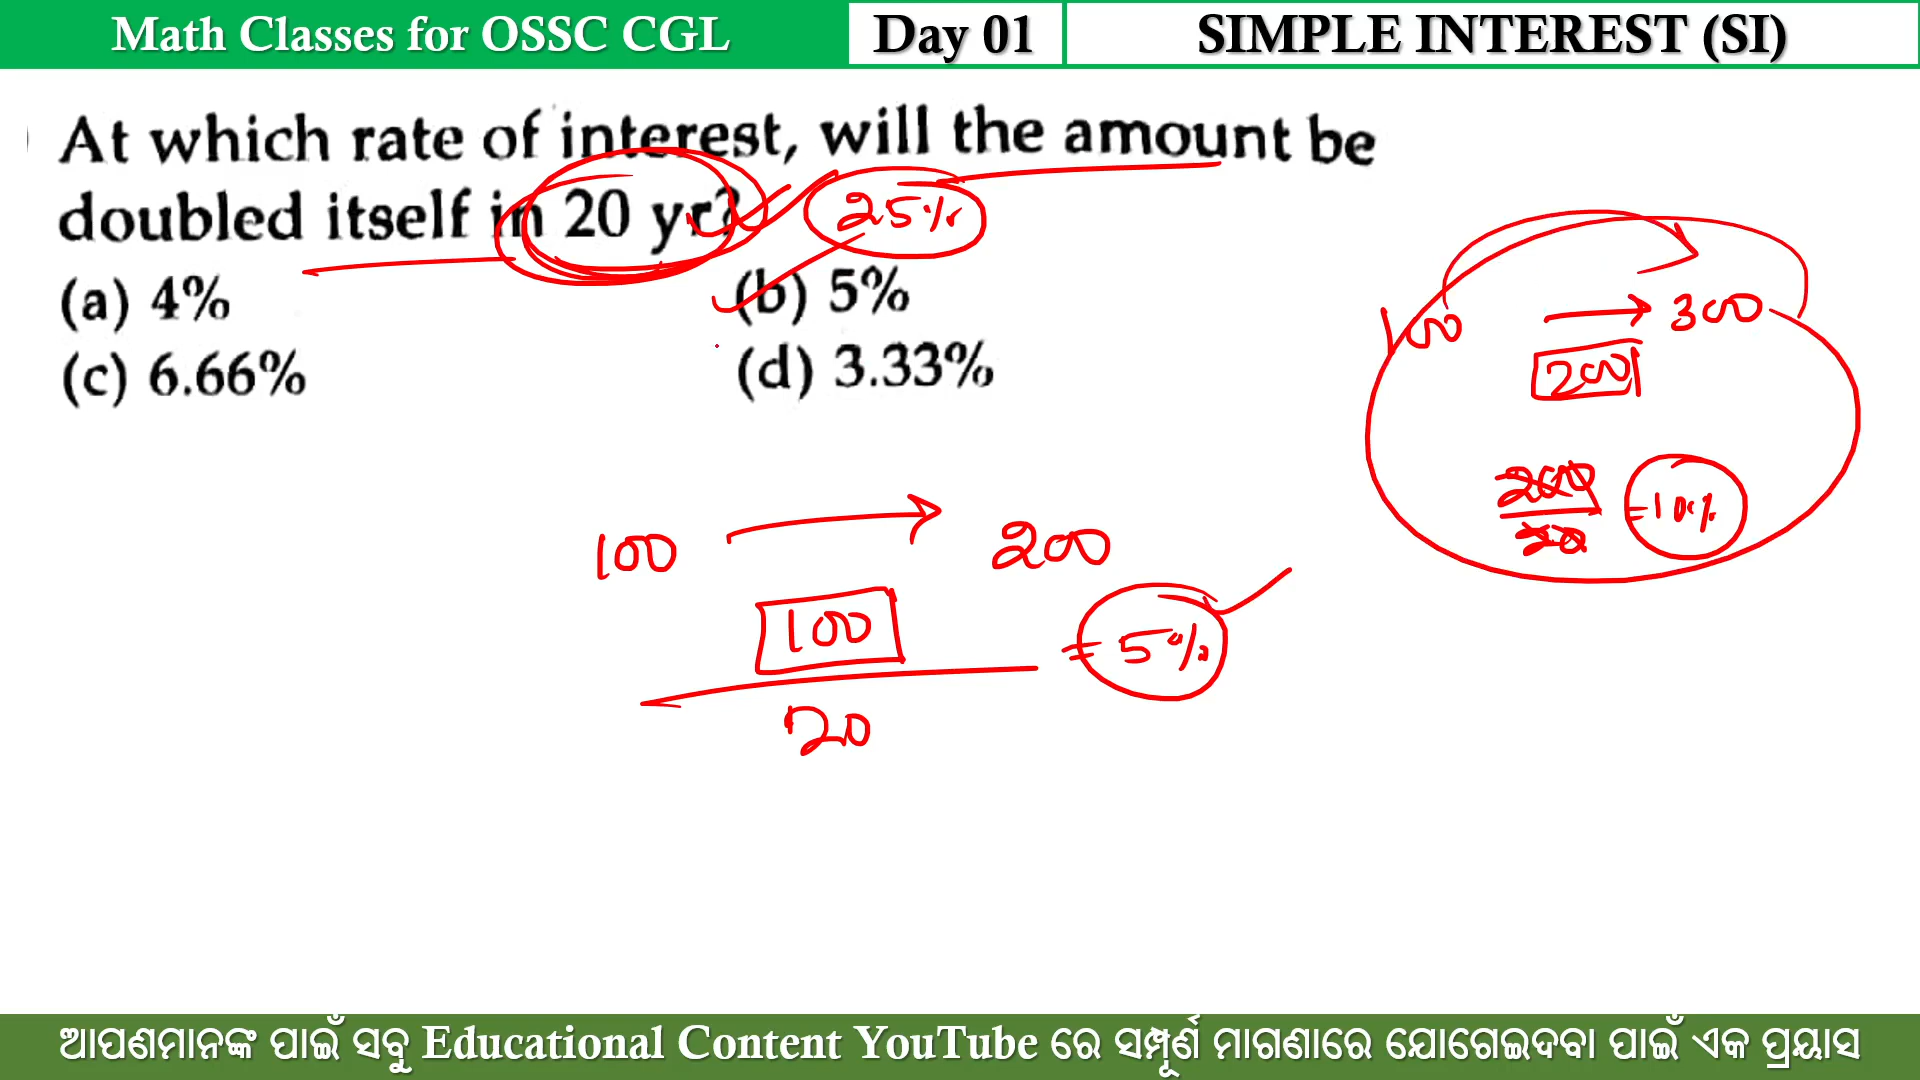 Math Classes for OSSC CGL
Day 01
SIMPLE INTEREST (SI)
At which rate of interest, will the amount be
doubled itself in 20 yr?
25%
(a) 4%
(b) 5%
(c) 6.66%
(d) 3.33%
100 → 300
200
200
20
=10%
100 → 200
100
20
= 5%
ଆପଣମାନଙ୍କ ପାଇଁ ସବୁ Educational Content YouTube ରେ ସମ୍ପୂର୍ଣ ମାଗଣାରେ ଯୋଗେଇଦବା ପାଇଁ ଏକ ପ୍ରୟାସ